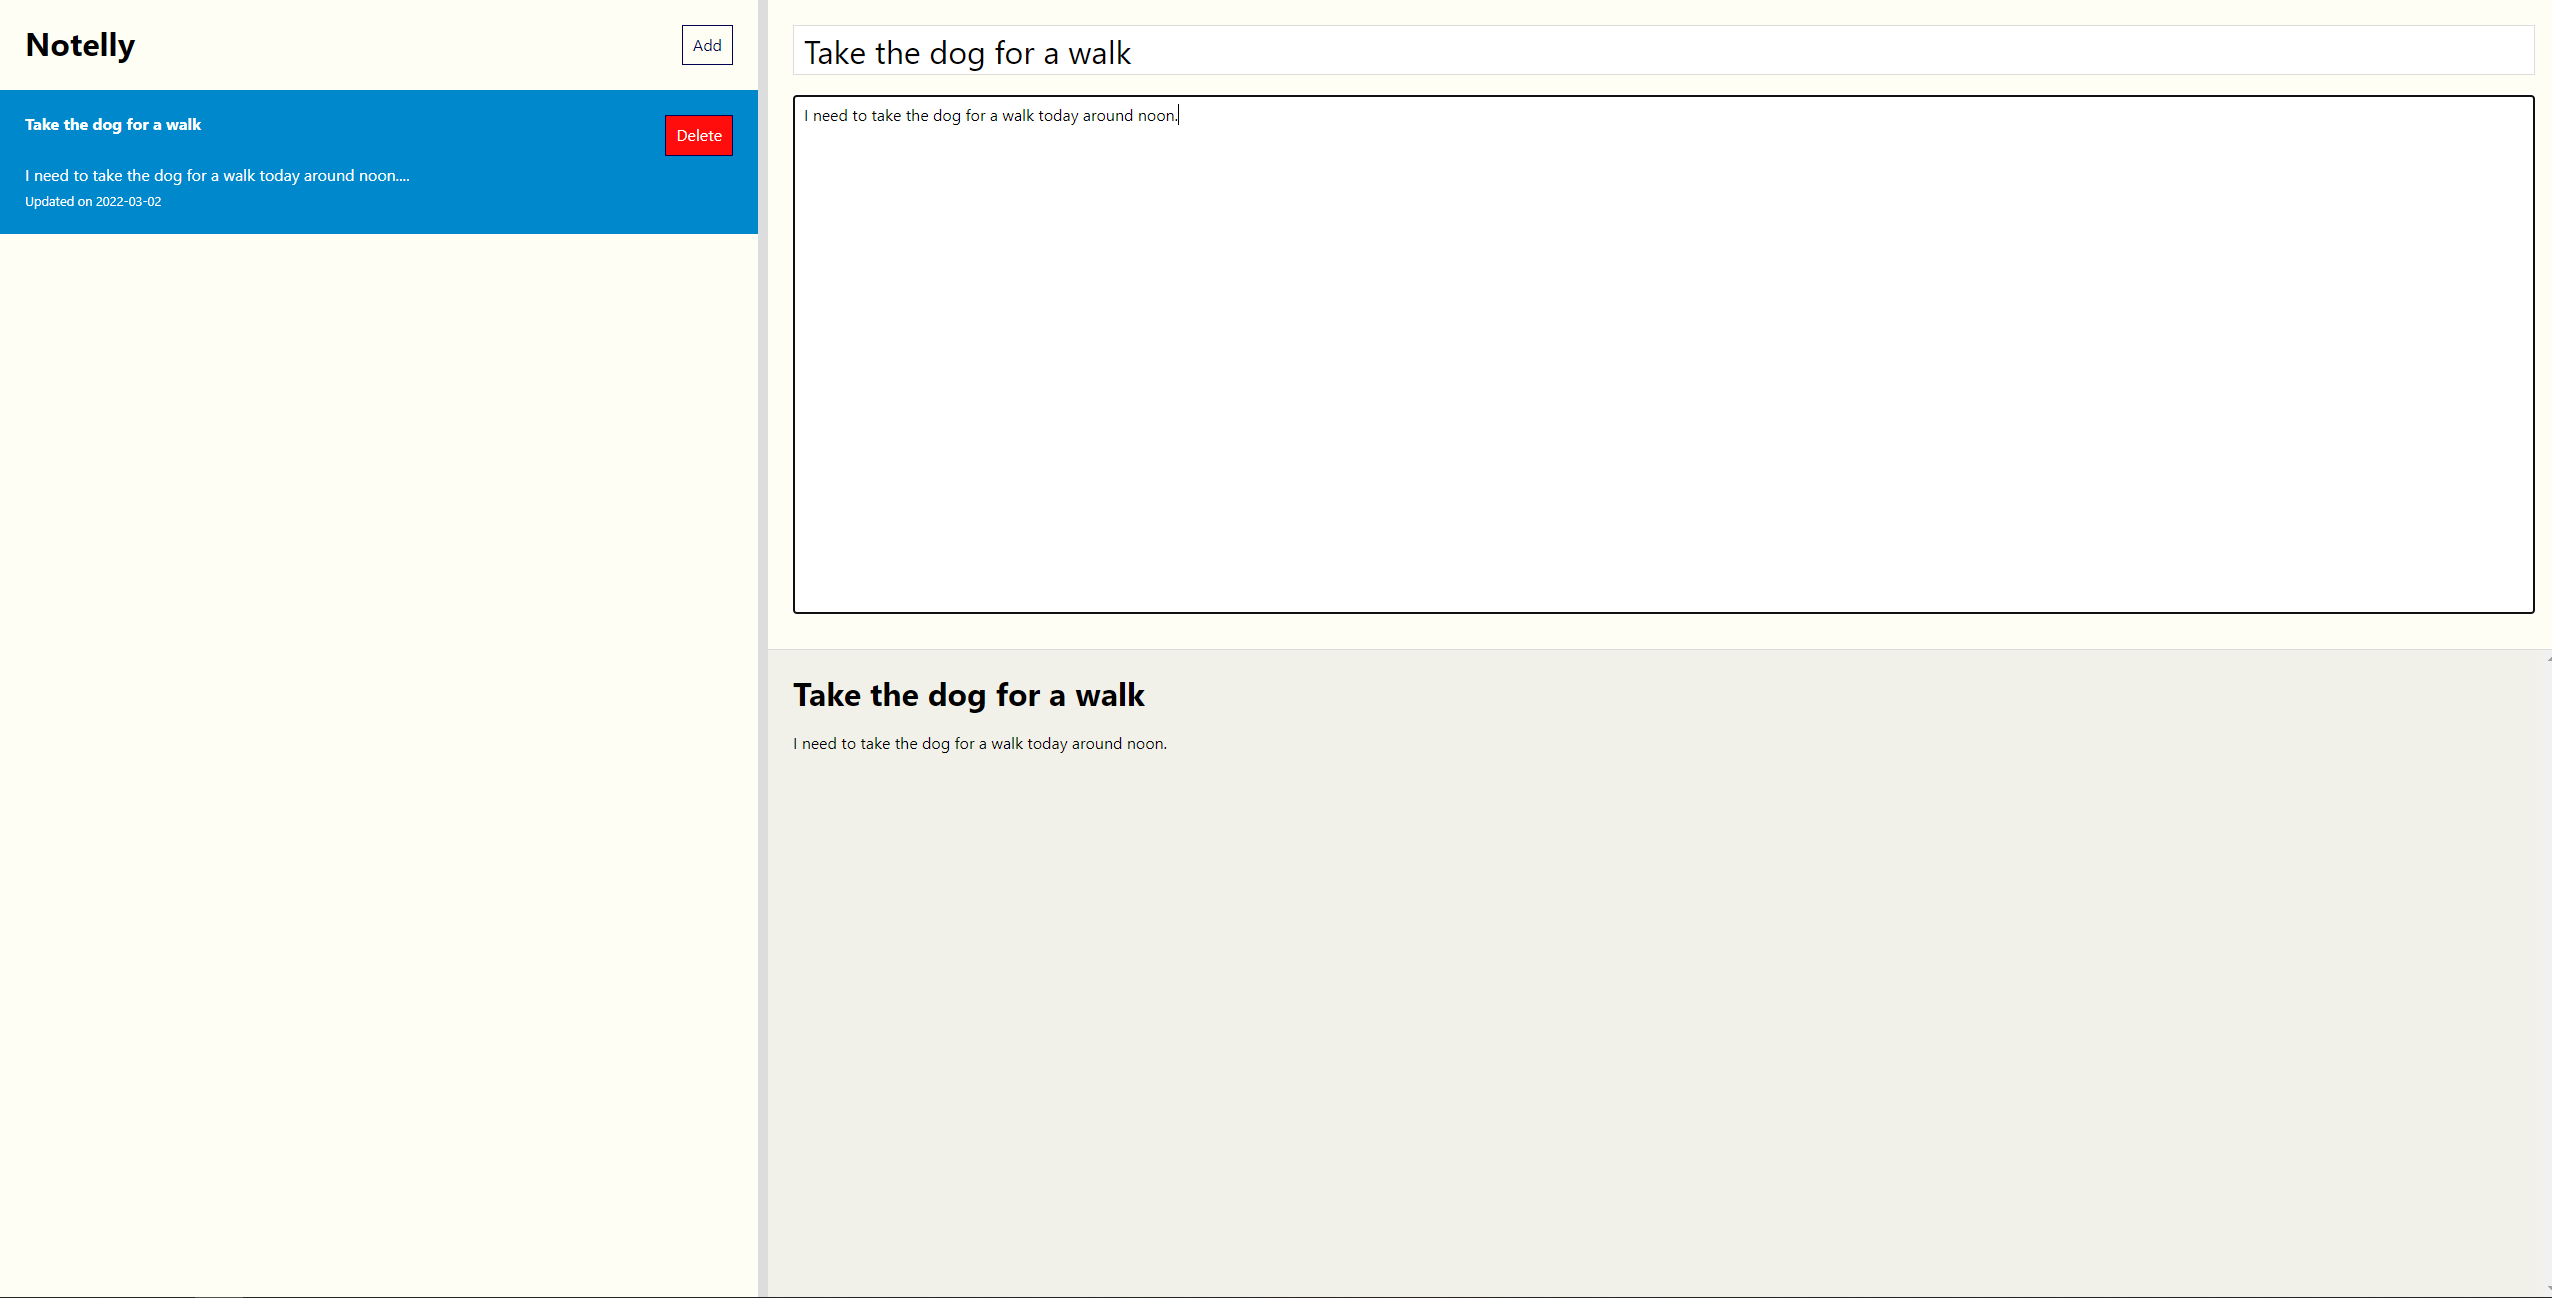 Notelly
Add
Take the dog for a walk
Delete
I need to take the dog for a walk today around noon....
Updated on 2022-03-02
Take the dog for a walk
I need to take the dog for a walk today around noon.
Take the dog for a walk
I need to take the dog for a walk today around noon.